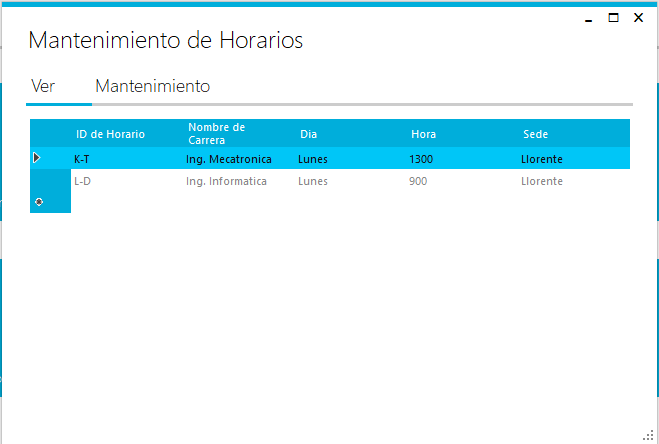 Mantenimiento de Horarios
Ver Mantenimiento
ID de Horario Nombre de Carrera Dia Hora Sede
K-T Ing. Mecatronica Lunes 1300 Llorente
L-D Ing. Informatica Lunes 900 Llorente